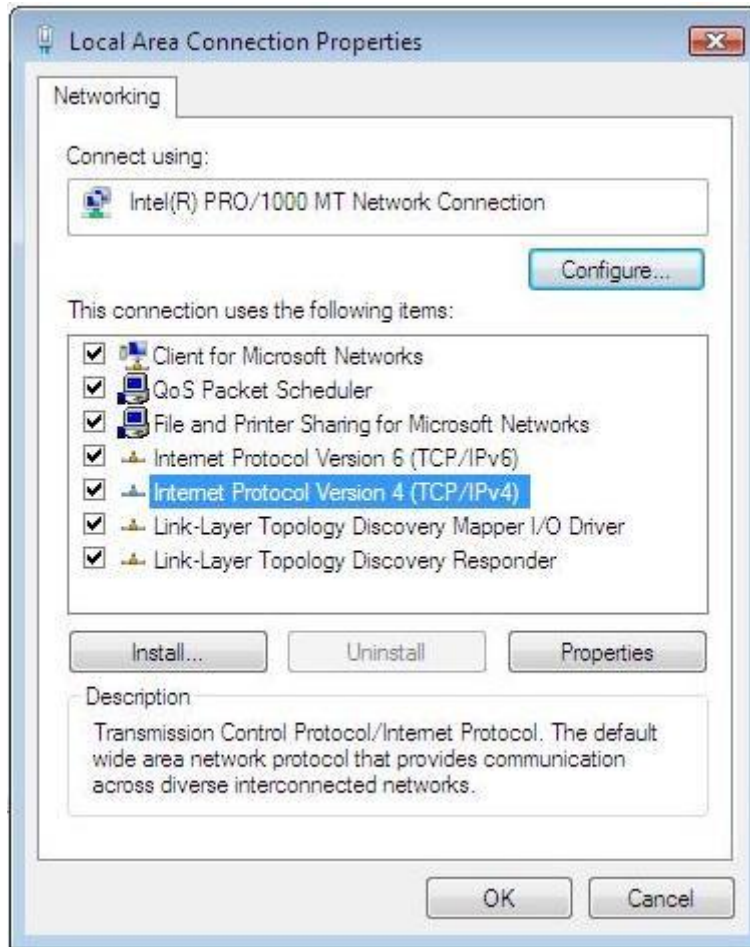 Local Area Connection Properties
Networking
Connect using:
Intel(R) PRO/1000 MT Network Connection
Configure...
This connection uses the following items:
Client for Microsoft Networks
QoS Packet Scheduler
File and Printer Sharing for Microsoft Networks
Internet Protocol Version 6 (TCP/IPv6)
Internet Protocol Version 4 (TCP/IPv4)
Link-Layer Topology Discovery Mapper I/O Driver
Link-Layer Topology Discovery Responder
Install... Uninstall Properties
Description
Transmission Control Protocol/Internet Protocol. The default
wide area network protocol that provides communication
across diverse interconnected networks.
OK Cancel